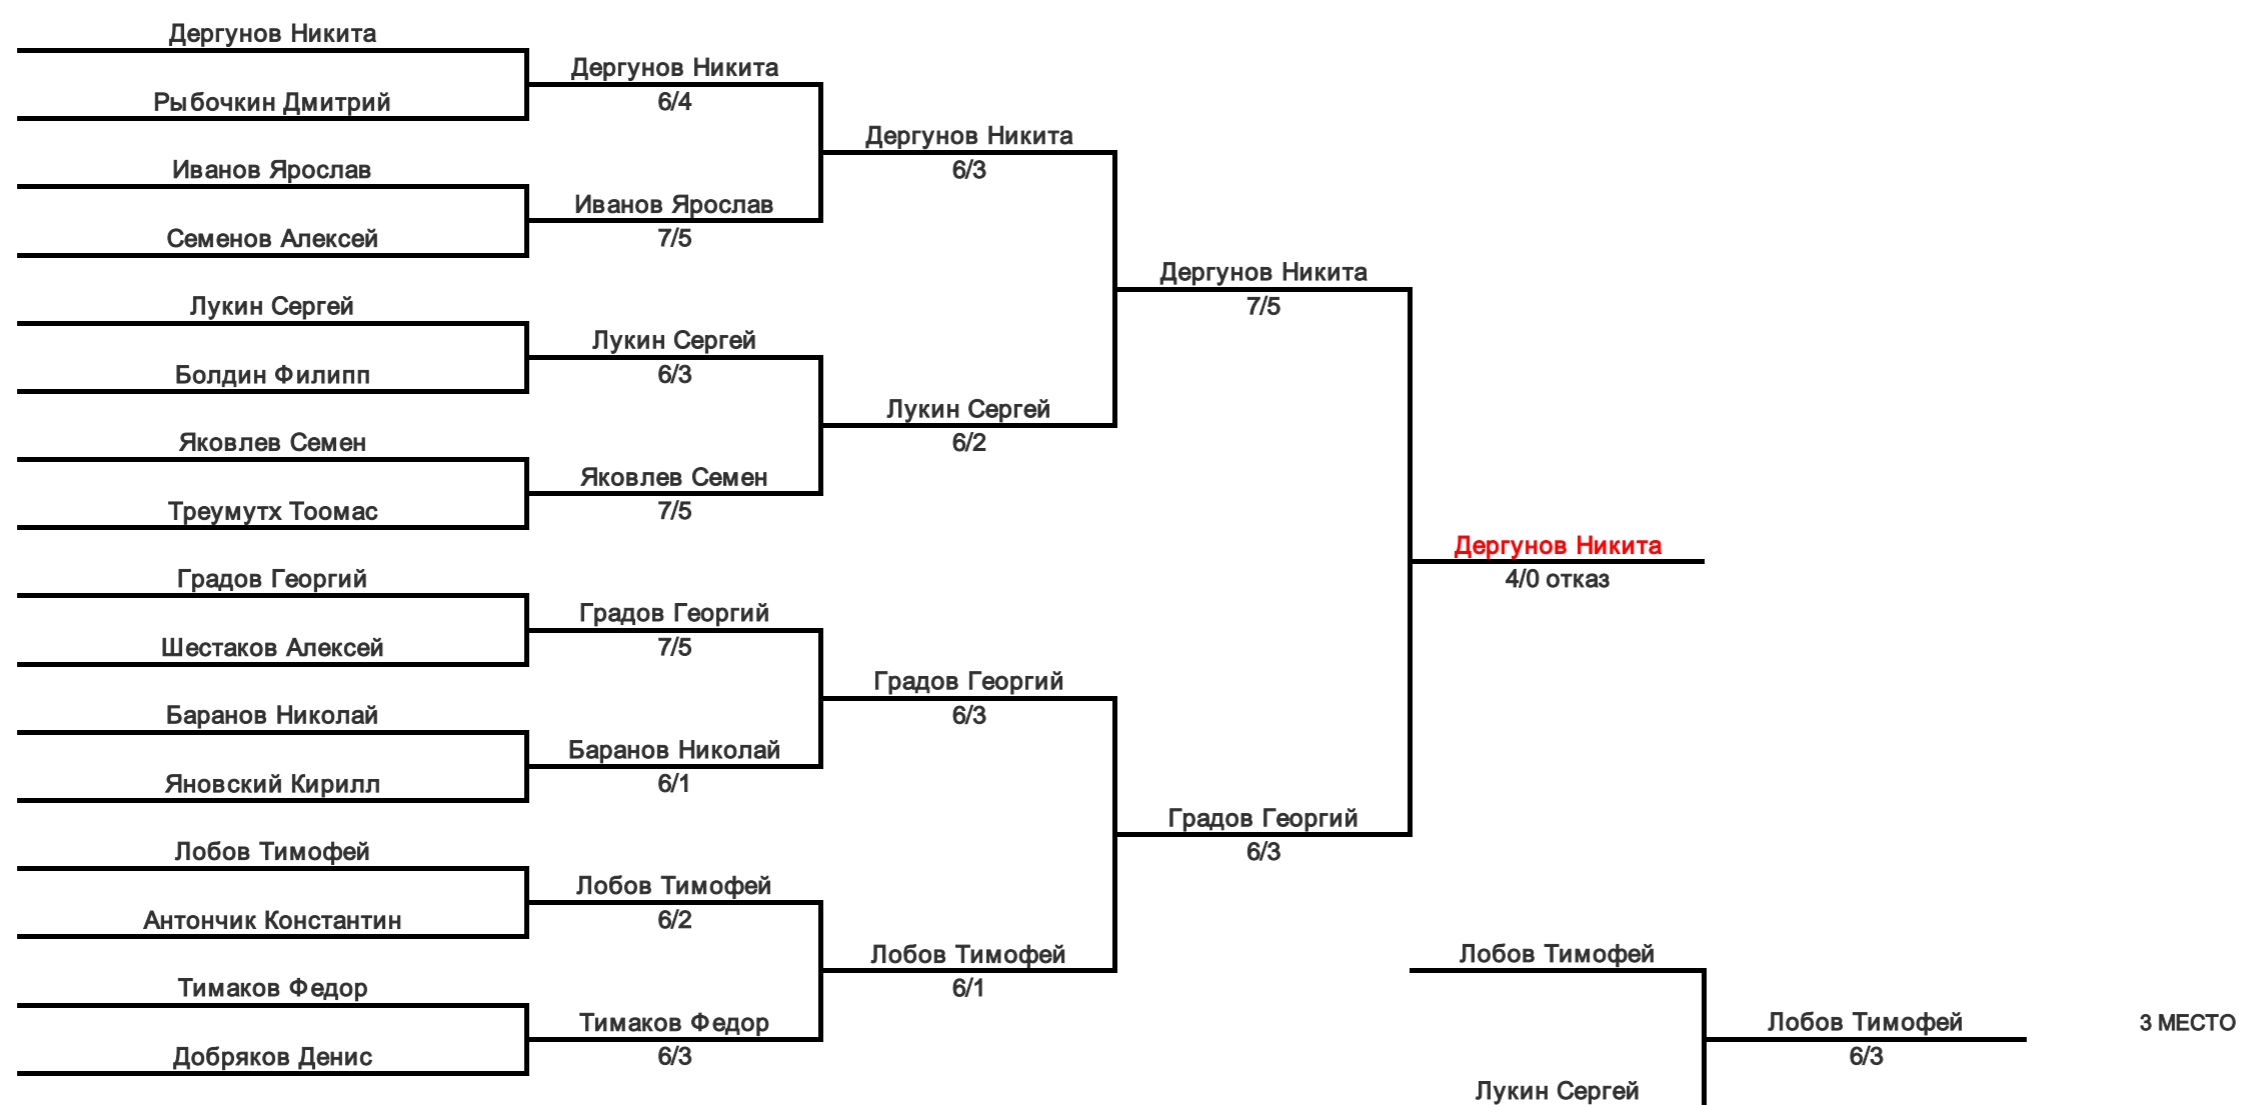 Дергунов Никита
Рыбочкин Дмитрий
Иванов Ярослав
Семенов Алексей
Лукин Сергей
Болдин Филипп
Яковлев Семен
Треумутх Тоомас
Градов Георгий
Шестаков Алексей
Баранов Николай
Яновский Кирилл
Лобов Тимофей
Антончик Константин
Тимаков Федор
Добряков Денис
Дергунов Никита
6/4
Иванов Ярослав
7/5
Лукин Сергей
6/3
Яковлев Семен
7/5
Градов Георгий
7/5
Баранов Николай
6/1
Лобов Тимофей
6/2
Тимаков Федор
6/3
Дергунов Никита
6/3
Лукин Сергей
6/2
Градов Георгий
6/3
Лобов Тимофей
6/1
Дергунов Никита
7/5
Градов Георгий
6/3
Дергунов Никита
4/0 отказ
Лобов Тимофей
Лукин Сергей
Лобов Тимофей
6/3
3 МЕСТО